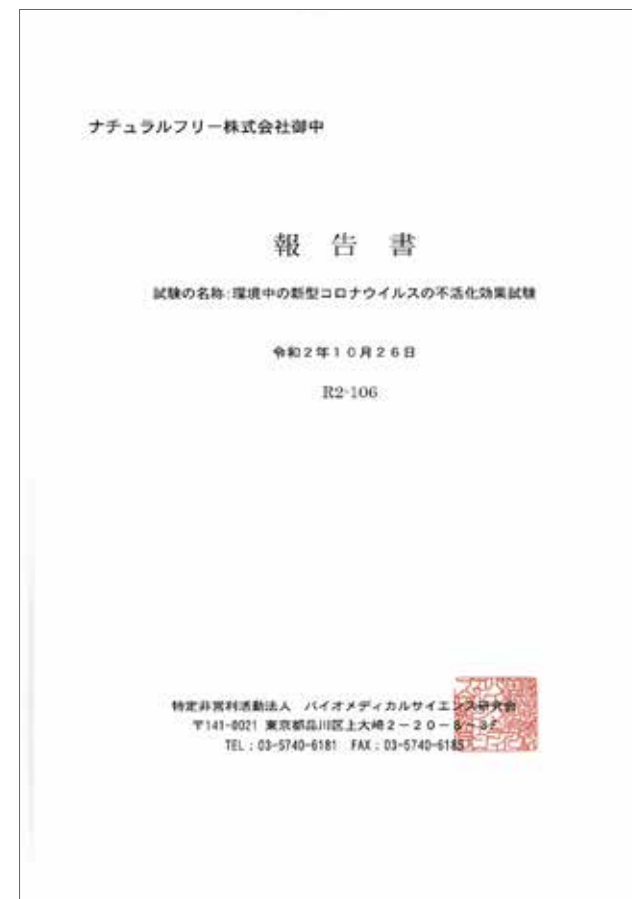 ナチュラルフリー株式会社御中
報 告 書
試験の名称:環境中の新型コロナウイルスの不活化効果試験
令和2年10月26日
R2-106
特定非営利活動法人 バイオメディカルサイエンス研究会
〒141-0021 東京都品川区上大崎2-20-8-3F
TEL:03-5740-6181 FAX:03-5740-6185